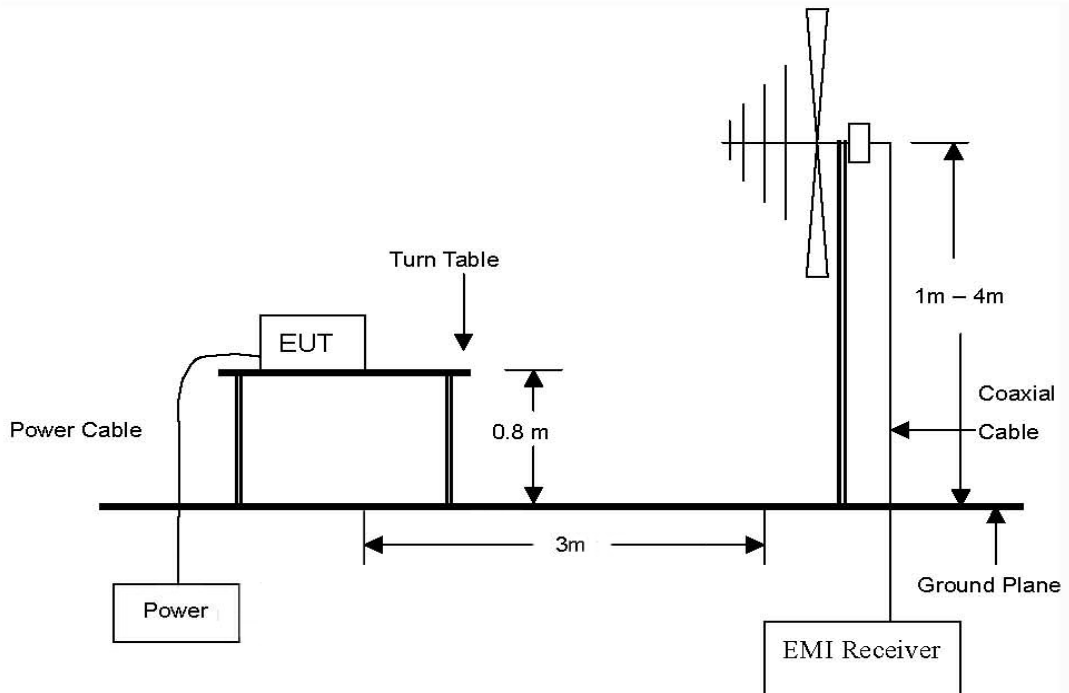 Turn Table
1m – 4m
EUT
Coaxial
Cable
Power Cable
0.8 m
3m
Ground Plane
Power
EMI Receiver